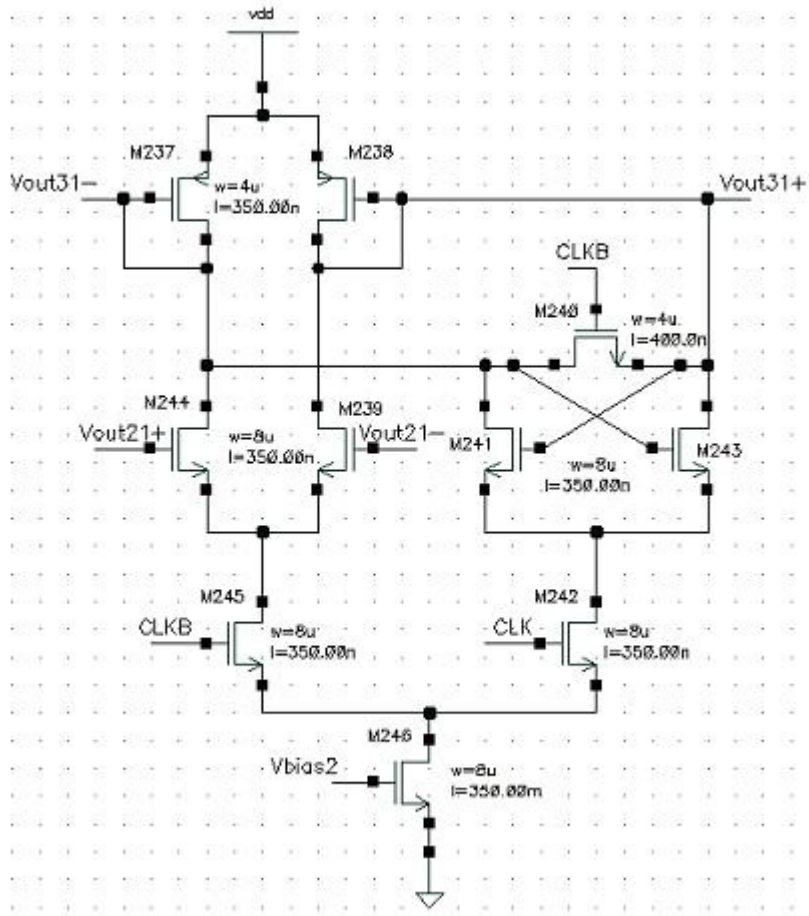 vdd
M237
M238
Vout31-
w=4u
l=350.00n
Vout31+
CLKB
M240
w=4u
l=400.0n
M244
M239
Vout21+
w=8u
l=350.00n
Vout21-
M241
M243
w=8u
l=350.00n
M245
M242
CLKB
w=8u
l=350.00n
CLK
w=8u
l=350.00n
M246
Vbias2
w=8u
l=350.00m